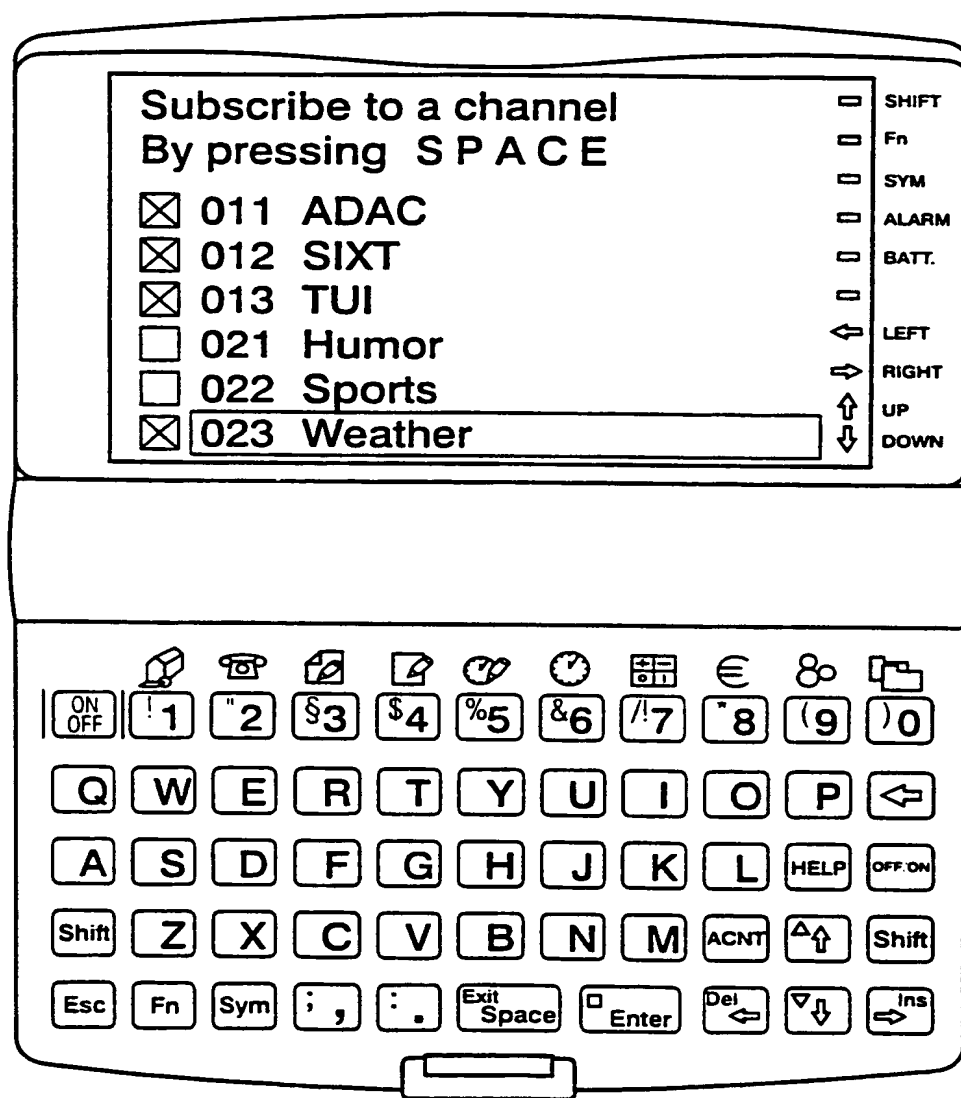 Subscribe to a channel
By pressing S P A C E
011 ADAC
012 SIXT
013 TUI
021 Humor
022 Sports
023 Weather
SHIFT
Fn
SYM
ALARM
BATT.
LEFT
RIGHT
UP
DOWN
ON OFF ! 1 " 2 § 3 $ 4 % 5 & 6 /! 7 * 8 ( 9 ) 0
Q W E R T Y U I O P
A S D F G H J K L HELP OFF/ON
Shift Z X C V B N M ACNT Shift
Esc Fn Sym ; , : . Exit Space Enter Del Ins